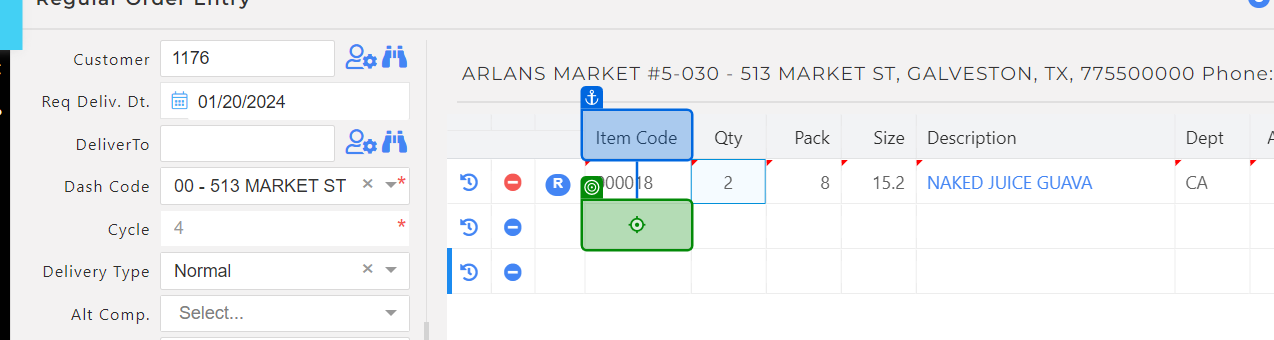 Regular Order Entry
Customer 1176
Req Deliv. Dt. 01/20/2024
DeliverTo
Dash Code 00 - 513 MARKET ST × *
Cycle 4 *
Delivery Type Normal ×
Alt Comp. Select...
ARLANS MARKET #5-030 - 513 MARKET ST, GALVESTON, TX, 775500000 Phone:
Item Code Qty Pack Size Description Dept A
R 000018 2 8 15.2 NAKED JUICE GUAVA CA